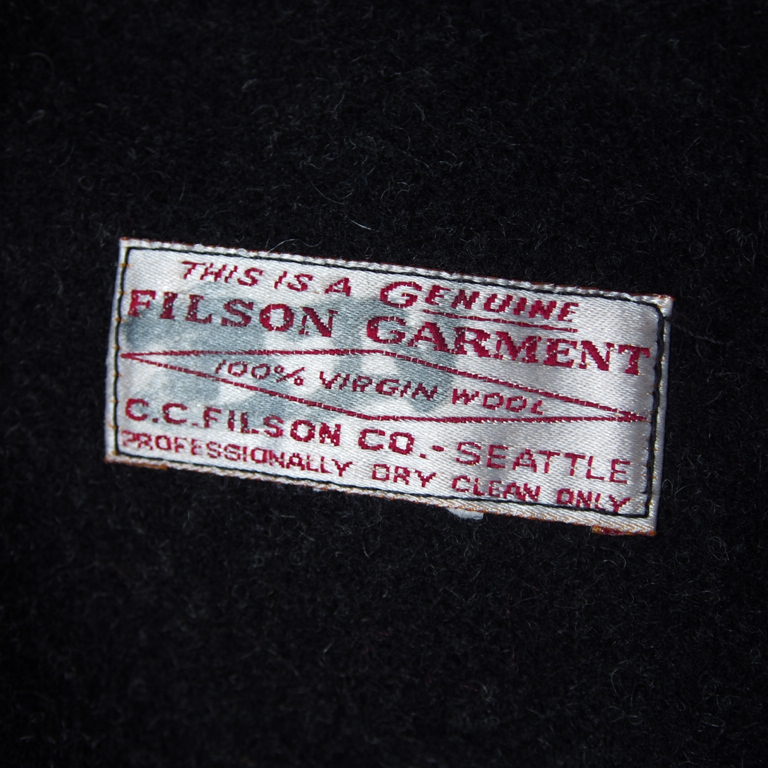 THIS IS A GENUINE
FILSON GARMENT
100% VIRGIN WOOL
C.C. FILSON CO.- SEATTLE
PROFESSIONALLY DRY CLEAN ONLY